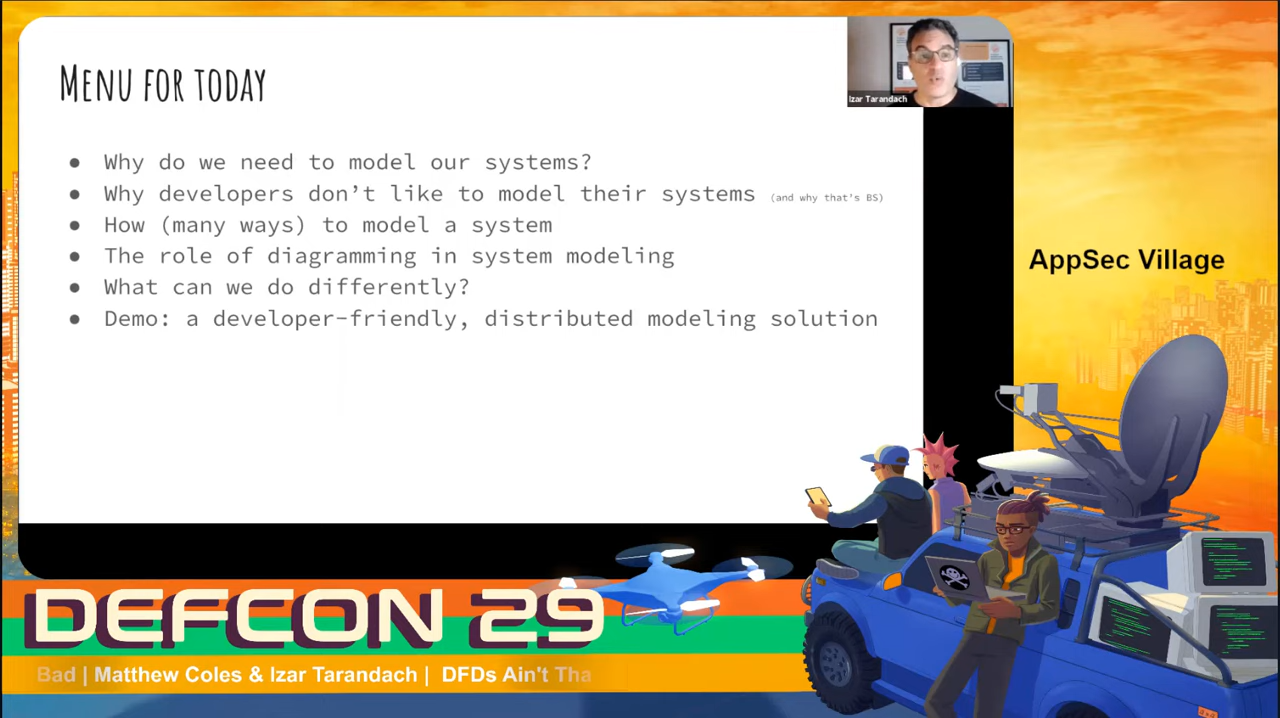 MENU FOR TODAY
Izar Tarandach
● Why do we need to model our systems?
● Why developers don't like to model their systems (and why that's BS)
● How (many ways) to model a system
● The role of diagramming in system modeling
● What can we do differently?
● Demo: a developer-friendly, distributed modeling solution
AppSec Village
DEFCON 29
Bad | Matthew Coles & Izar Tarandach | DFDs Ain't Tha